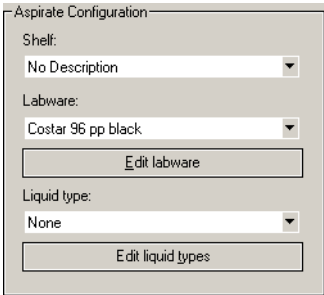 Aspirate Configuration
Shelf:
No Description
Labware:
Costar 96 pp black
Edit labware
Liquid type:
None
Edit liquid types